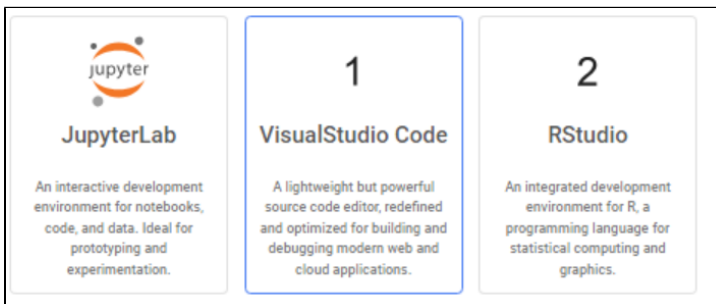 jupyter
JupyterLab
An interactive development
environment for notebooks,
code, and data. Ideal for
prototyping and
experimentation.
1
VisualStudio Code
A lightweight but powerful
source code editor, redefined
and optimized for building and
debugging modern web and
cloud applications.
2
RStudio
An integrated development
environment for R, a
programming language for
statistical computing and
graphics.